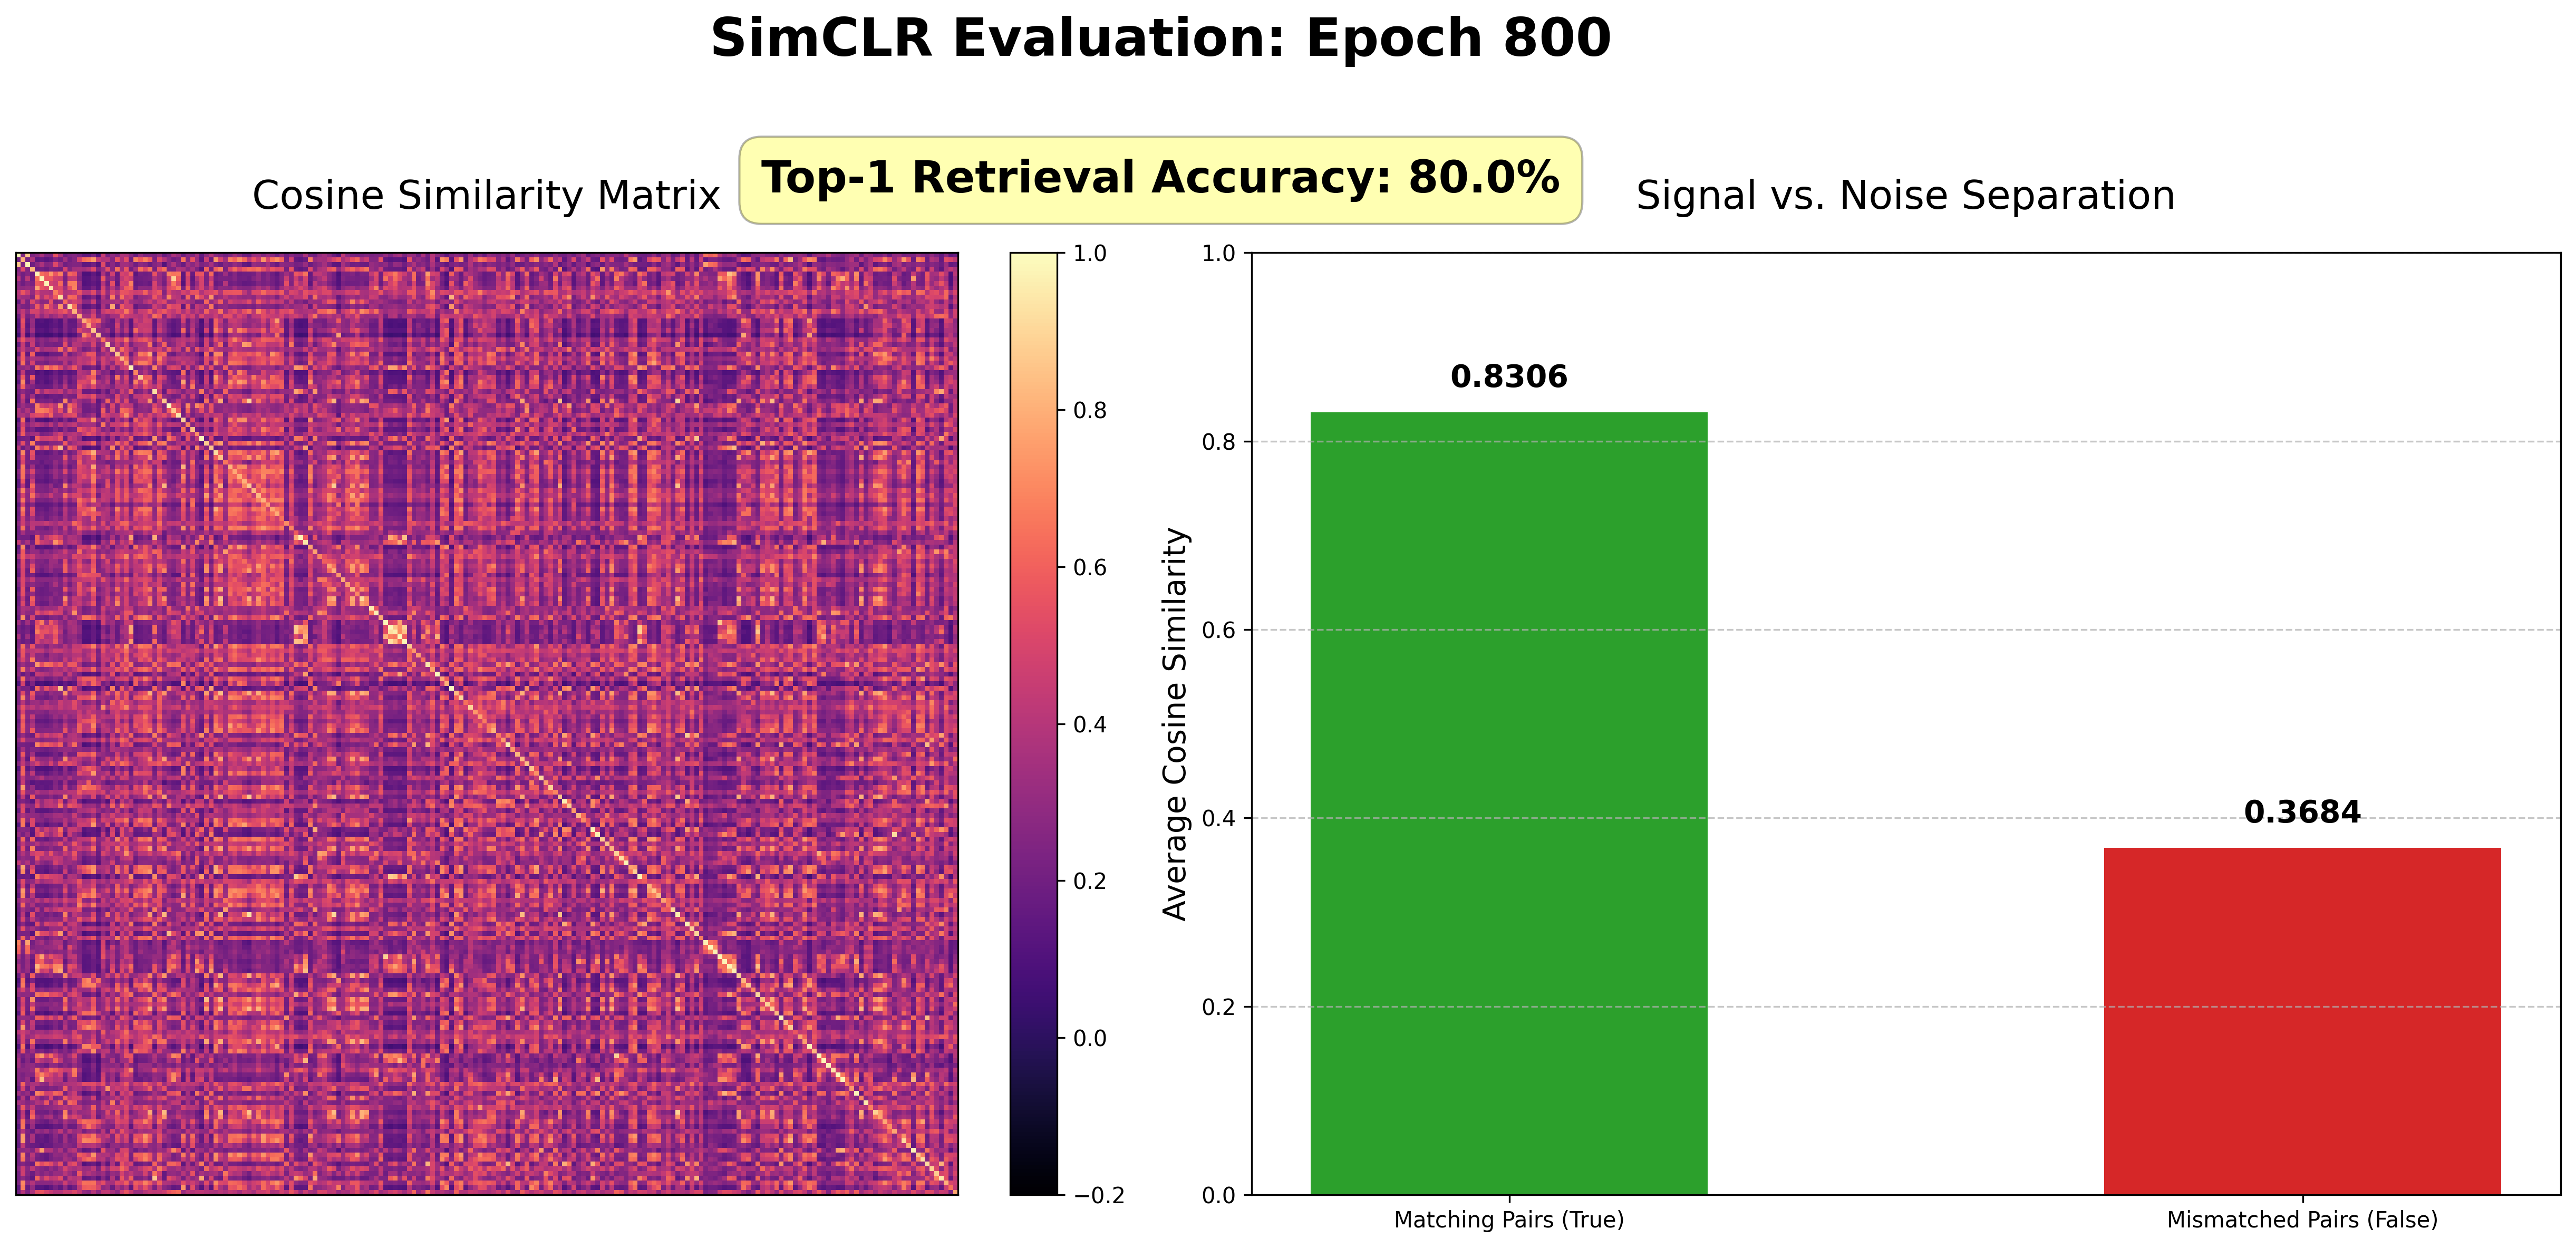 SimCLR Evaluation: Epoch 800
Top-1 Retrieval Accuracy: 80.0%
Cosine Similarity Matrix
1.0
0.8
0.6
0.4
0.2
0.0
−0.2
Signal vs. Noise Separation
Average Cosine Similarity
1.0
0.8
0.6
0.4
0.2
0.0
0.8306
0.3684
Matching Pairs (True)
Mismatched Pairs (False)